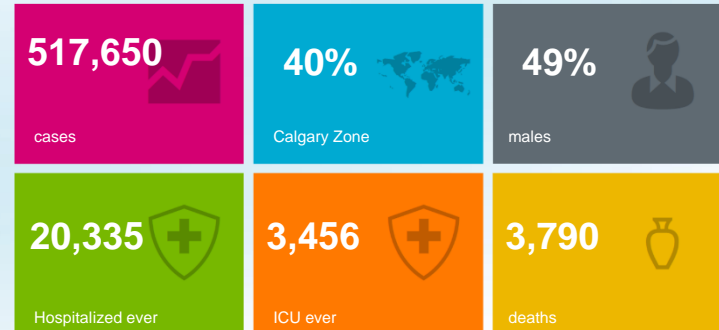 517,650
cases
40%
Calgary Zone
49%
males
20,335
Hospitalized ever
3,456
ICU ever
3,790
deaths